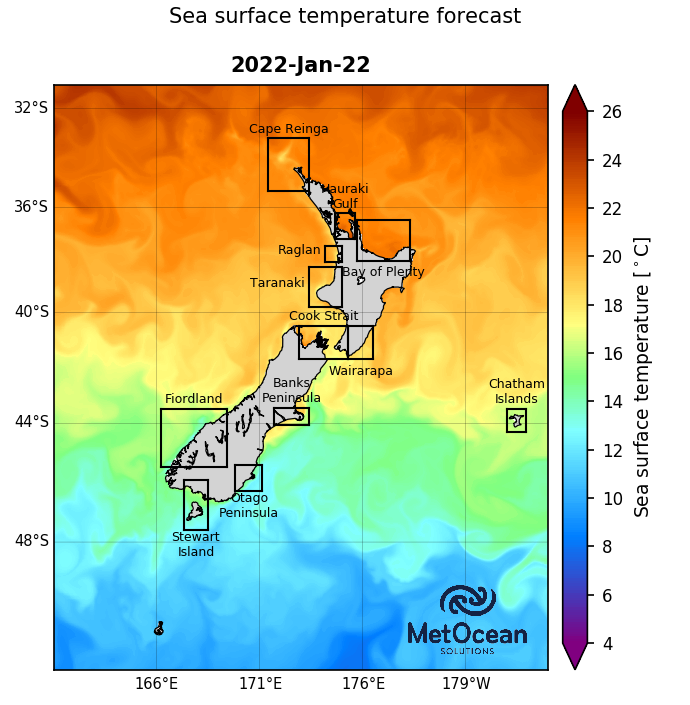 Sea surface temperature forecast
2022-Jan-22
32°S
36°S
40°S
44°S
48°S
Cape Reinga
Hauraki
Gulf
Raglan
Bay of Plenty
Taranaki
Cook Strait
Wairarapa
Banks
Peninsula
Fiordland
Chatham
Islands
Otago
Peninsula
Stewart
Island
MetOcean
SOLUTIONS
166°E
171°E
176°E
179°W
26
24
22
20
18
16
14
12
10
8
6
4
Sea surface temperature [°C]